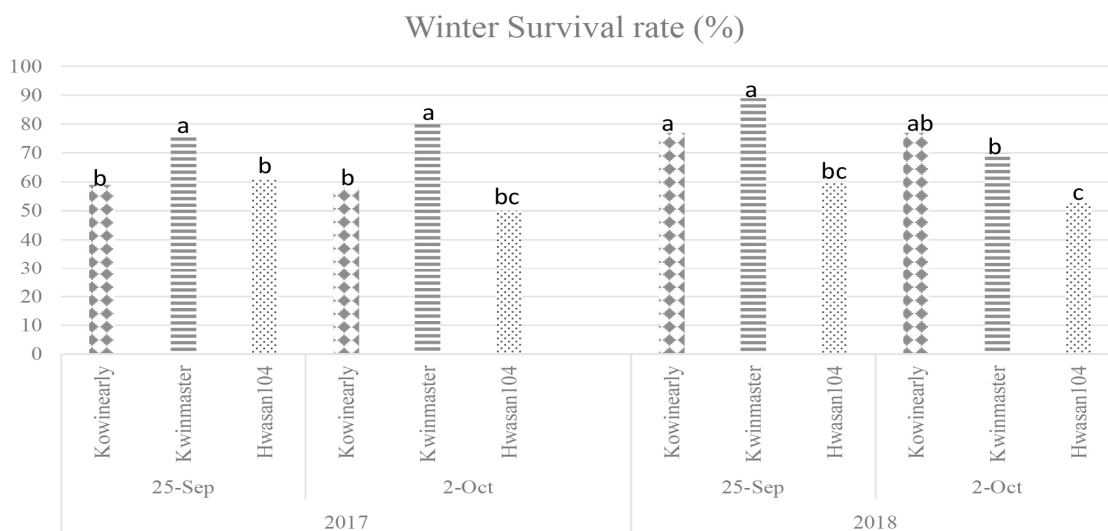 Winter Survival rate (%)
100
90
80
70
60
50
40
30
20
10
0
b
a
b
b
a
bc
a
a
bc
ab
b
c
Kowinearly
Kwinmaster
Hwasan104
Kowinearly
Kwinmaster
Hwasan104
Kowinearly
Kwinmaster
Hwasan104
Kowinearly
Kwinmaster
Hwasan104
25-Sep
2-Oct
25-Sep
2-Oct
2017
2018